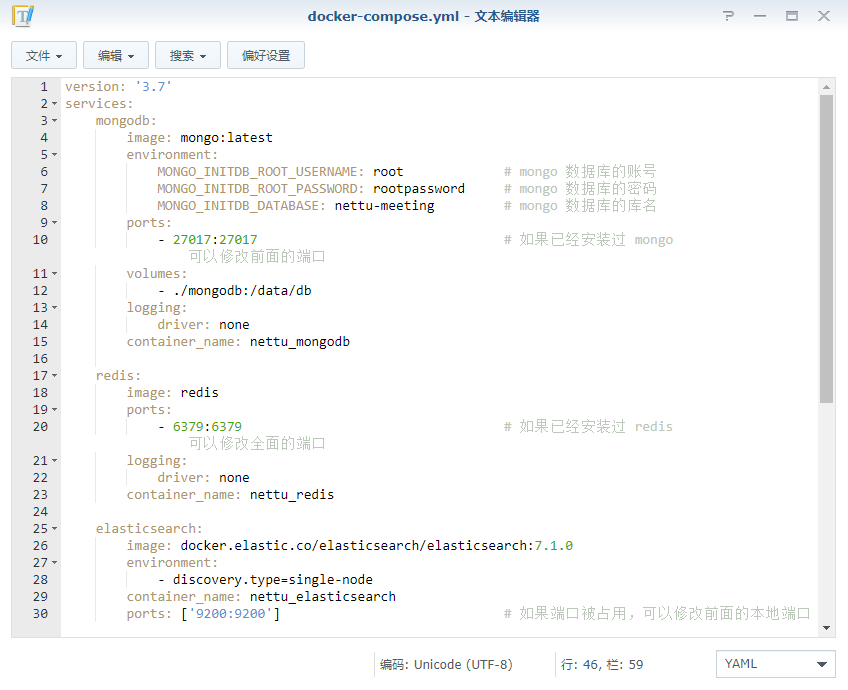 docker-compose.yml - 文本编辑器
文件 编辑 搜索 偏好设置
1 version: '3.7'
2 services:
3 mongodb:
4 image: mongo:latest
5 environment:
6 MONGO_INITDB_ROOT_USERNAME: root # mongo 数据库的账号
7 MONGO_INITDB_ROOT_PASSWORD: rootpassword # mongo 数据库的密码
8 MONGO_INITDB_DATABASE: nettu-meeting # mongo 数据库的库名
9 ports:
10 - 27017:27017 # 如果已经安装过 mongo
可以修改前面的端口
11 volumes:
12 - ./mongodb:/data/db
13 logging:
14 driver: none
15 container_name: nettu_mongodb
16
17 redis:
18 image: redis
19 ports:
20 - 6379:6379 # 如果已经安装过 redis
可以修改全面的端口
21 logging:
22 driver: none
23 container_name: nettu_redis
24
25 elasticsearch:
26 image: docker.elastic.co/elasticsearch/elasticsearch:7.1.0
27 environment:
28 - discovery.type=single-node
29 container_name: nettu_elasticsearch
30 ports: ['9200:9200'] # 如果端口被占用，可以修改前面的本地端口
编码: Unicode (UTF-8) 行: 46, 栏: 59 YAML